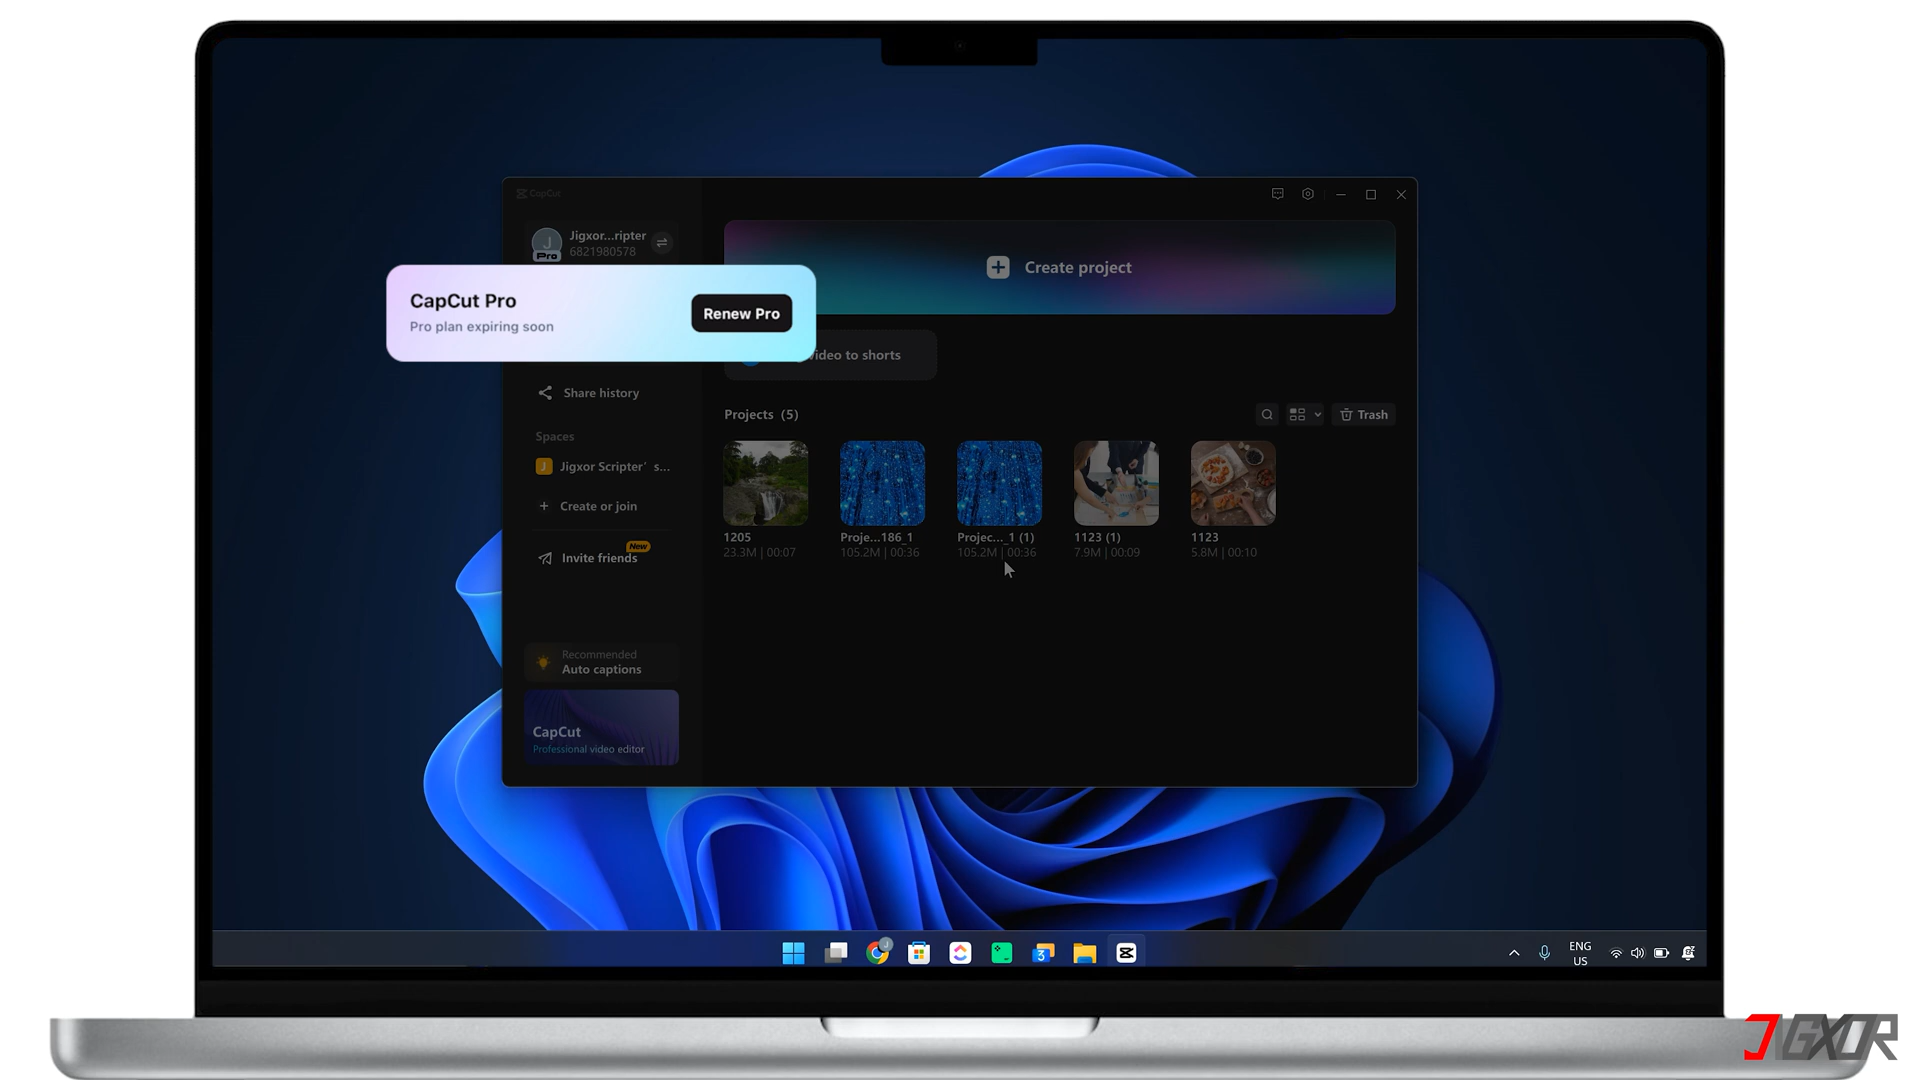 CapCut
Jigxor...ripter
6821980578
Pro
CapCut Pro
Pro plan expiring soon
Renew Pro
Create project
video to shorts
Share history
Projects (5)
Trash
Spaces
J Jigxor Scripter' s...
Create or join
Invite friends
New
1205
23.3M | 00:07
Proje...186_1
105.2M | 00:36
Projec..._1 (1)
105.2M | 00:36
1123 (1)
7.9M | 00:09
1123
5.8M | 00:10
Recommended
Auto captions
CapCut
Professional video editor
J
3
ENG
US
JIGXOR